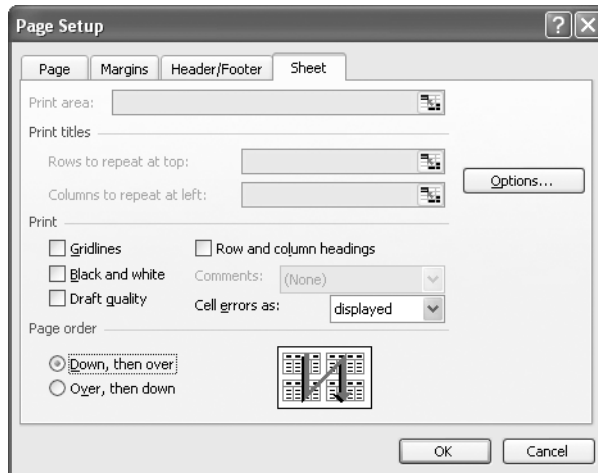 Page Setup
Page Margins Header/Footer Sheet
Print area:
Print titles
Rows to repeat at top:
Columns to repeat at left:
Options...
Print
Gridlines
Row and column headings
Black and white
Comments: (None)
Draft quality
Cell errors as: displayed
Page order
Down, then over
Over, then down
OK Cancel